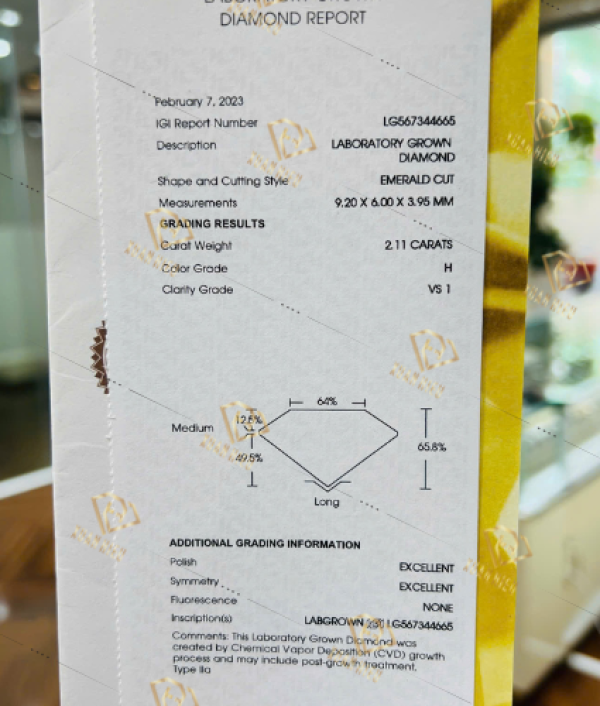 DIAMOND REPORT
February 7, 2023
IGI Report Number LG567344665
Description LABORATORY GROWN
DIAMOND
Shape and Cutting Style EMERALD CUT
Measurements 9.20 X 6.00 X 3.95 MM
GRADING RESULTS
Carat Weight 2.11 CARATS
Color Grade H
Clarity Grade VS 1
64%
12.5%
Medium
65.8%
49.5%
Long
ADDITIONAL GRADING INFORMATION
Polish EXCELLENT
Symmetry EXCELLENT
Fluorescence NONE
Inscription(s) LABGROWN LG567344665
Comments: This Laboratory Grown Diamond was
created by Chemical Vapor Deposition (CVD) growth
process and may include post-growth treatment.
Type IIa